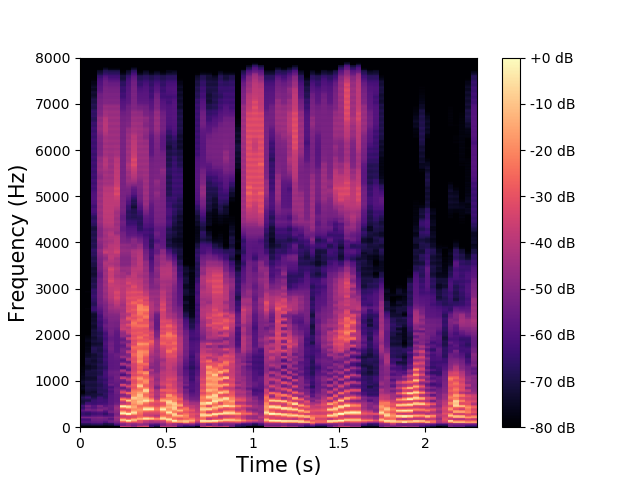 8000
7000
6000
5000
4000
3000
2000
1000
0
Frequency (Hz)
0 0.5 1 1.5 2
Time (s)
+0 dB
-10 dB
-20 dB
-30 dB
-40 dB
-50 dB
-60 dB
-70 dB
-80 dB